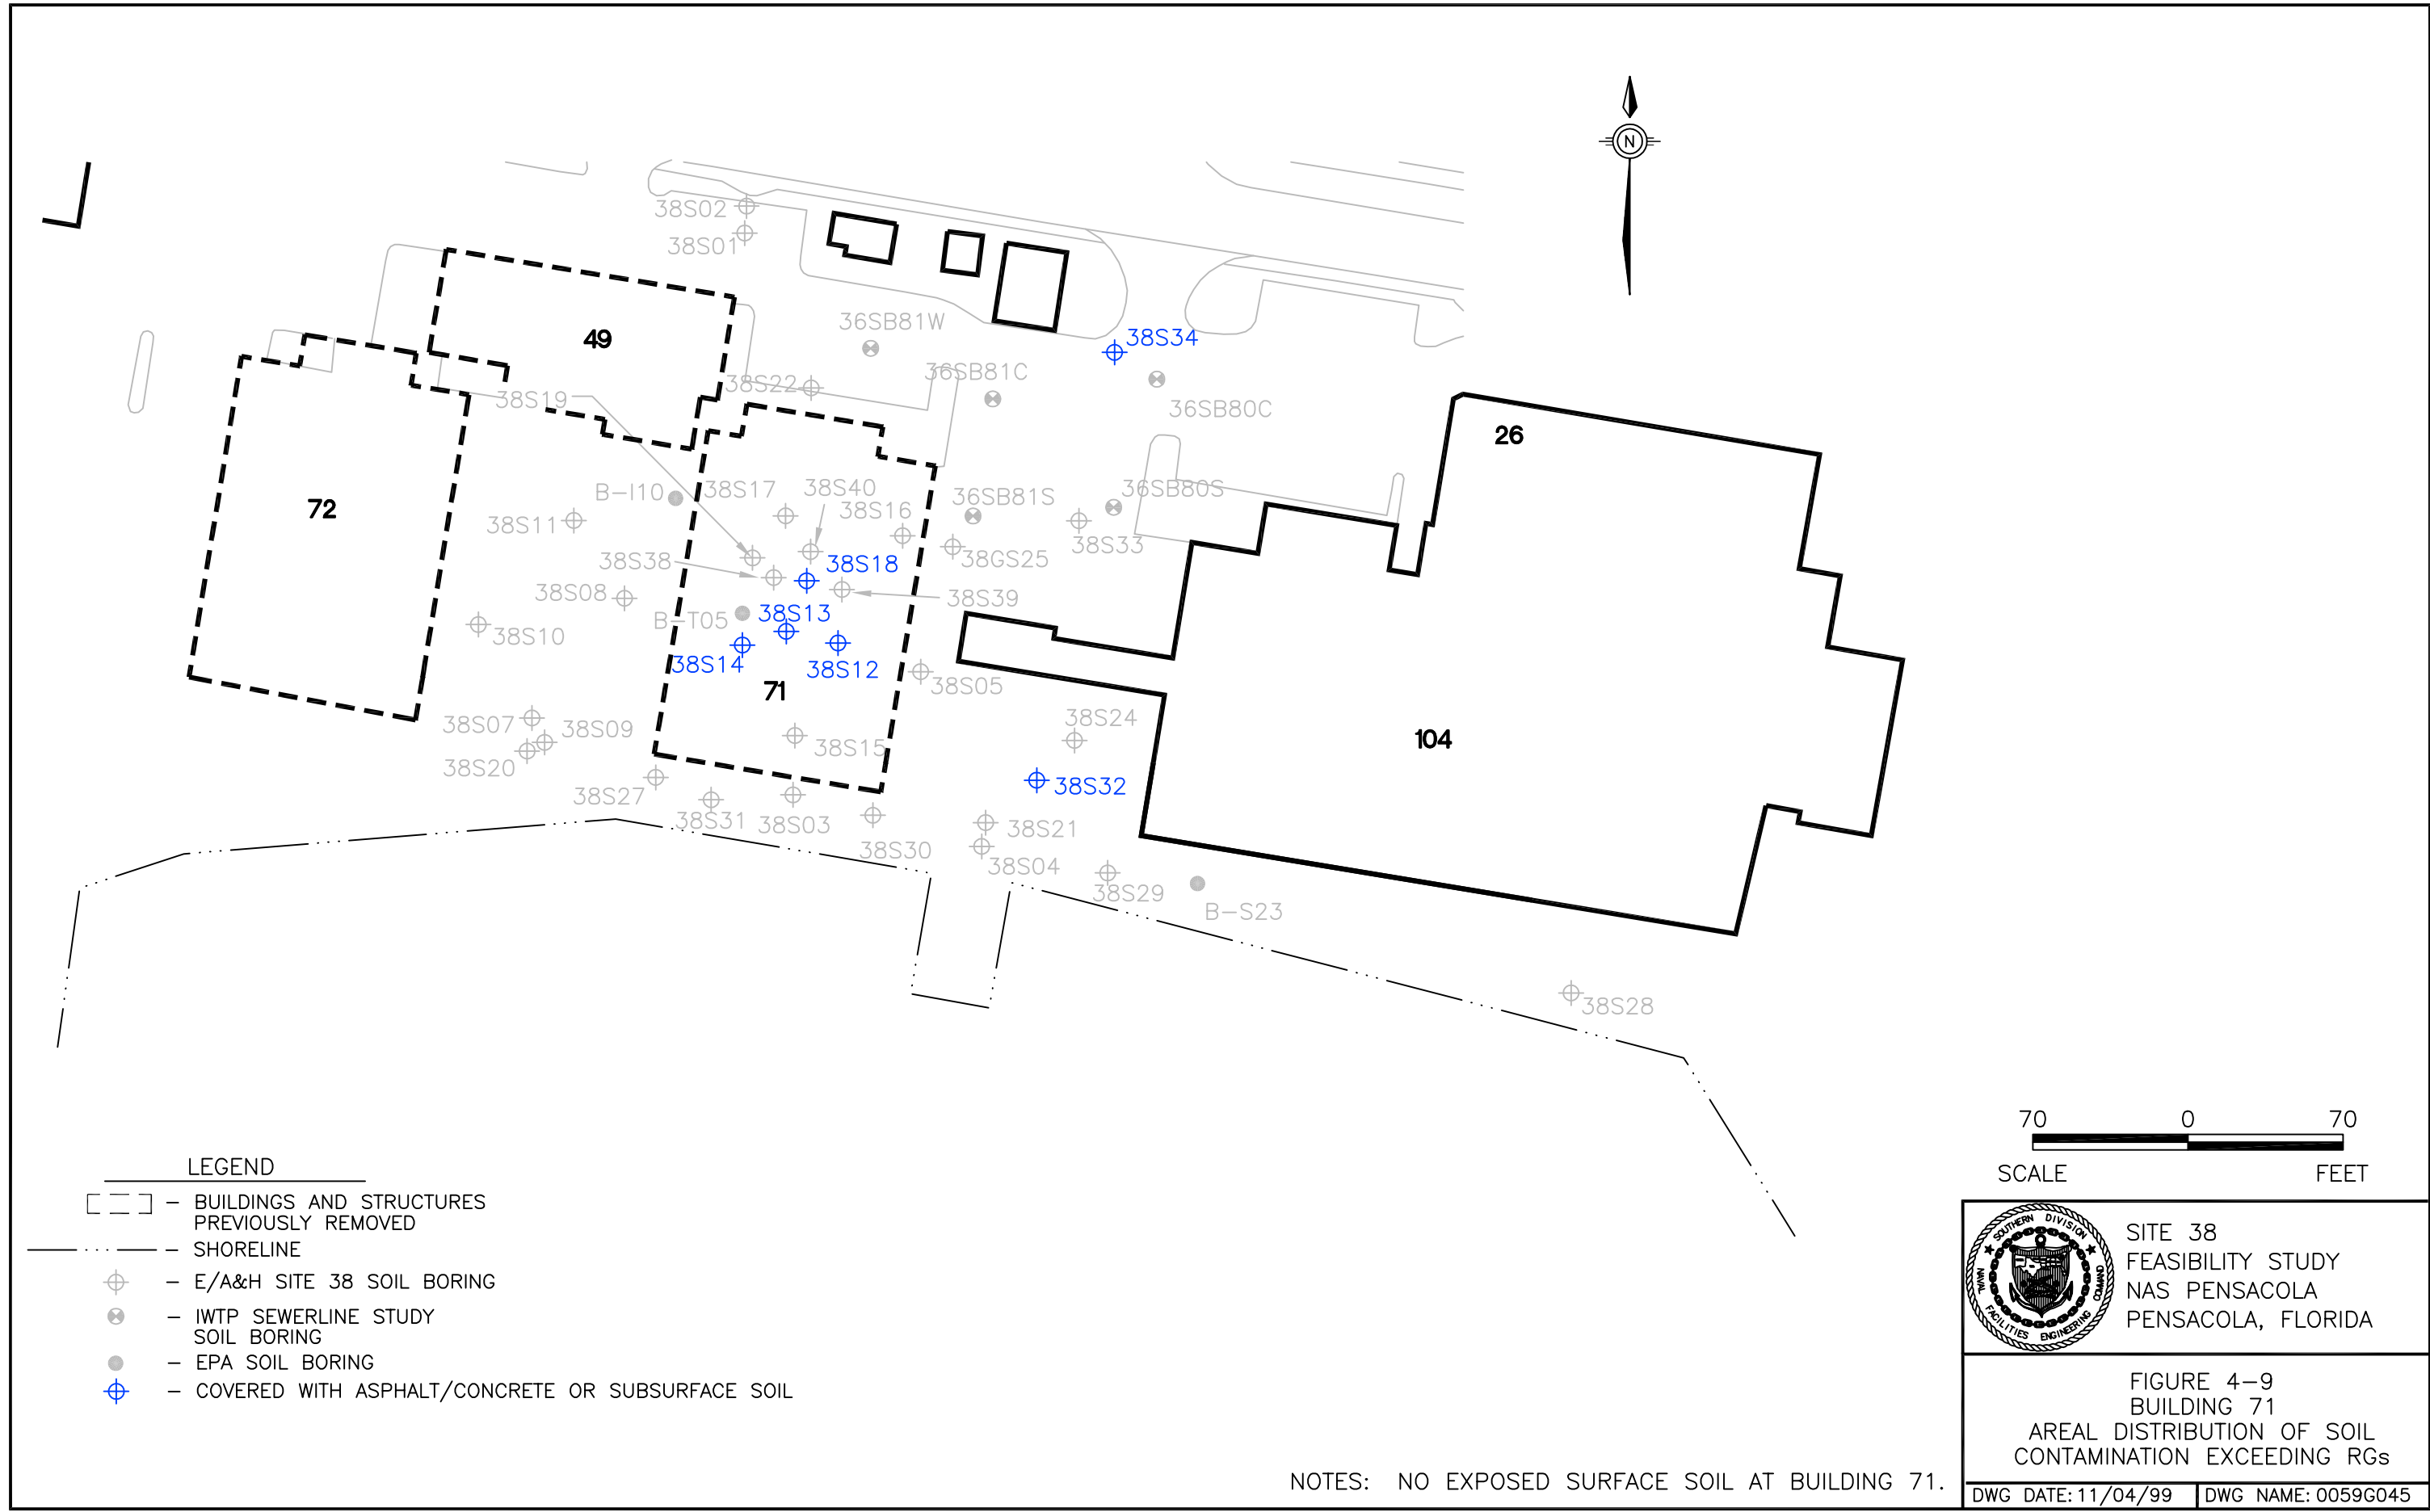 N
38S02
38S01
36SB81W
38S34
49
36SB81C
38S22
38S19
36SB80C
26
72
B-I10
38S17
38S40
38S16
36SB81S
36SB80S
38S11
38S33
38GS25
38S38
38S18
38S08
38S39
B-T05
38S13
38S10
38S14
38S12
71
38S05
38S07
38S09
38S15
38S24
104
38S20
38S32
38S27
38S31
38S03
38S21
38S30
38S04
38S29
B-S23
38S28
70 0 70
SCALE FEET
LEGEND
- BUILDINGS AND STRUCTURES
PREVIOUSLY REMOVED
- SHORELINE
- E/A&H SITE 38 SOIL BORING
- IWTP SEWERLINE STUDY
SOIL BORING
- EPA SOIL BORING
- COVERED WITH ASPHALT/CONCRETE OR SUBSURFACE SOIL
NOTES: NO EXPOSED SURFACE SOIL AT BUILDING 71.
SOUTHERN DIVISION
NAVAL FACILITIES ENGINEERING COMMAND
SITE 38
FEASIBILITY STUDY
NAS PENSACOLA
PENSACOLA, FLORIDA
FIGURE 4-9
BUILDING 71
AREAL DISTRIBUTION OF SOIL
CONTAMINATION EXCEEDING RGs
DWG DATE: 11/04/99 DWG NAME: 0059G045